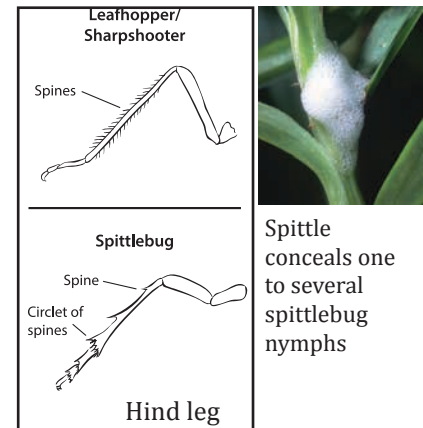 Leafhopper/
Sharpshooter
Spines
Spittlebug
Spine
Circlet of
spines
Hind leg
Spittle
conceals one
to several
spittlebug
nymphs